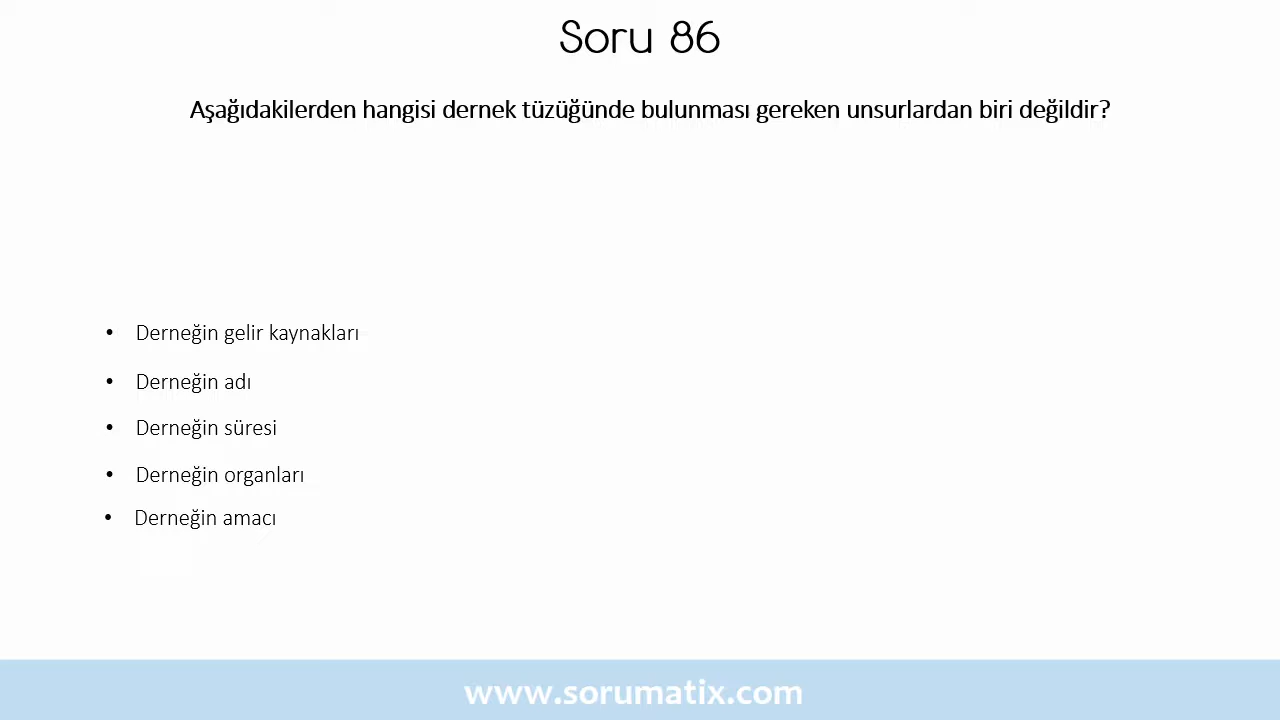 Soru 86
Aşağıdakilerden hangisi dernek tüzüğünde bulunması gereken unsurlardan biri değildir?
• Derneğin gelir kaynakları
• Derneğin adı
• Derneğin süresi
• Derneğin organları
• Derneğin amacı
www.sorumatix.com